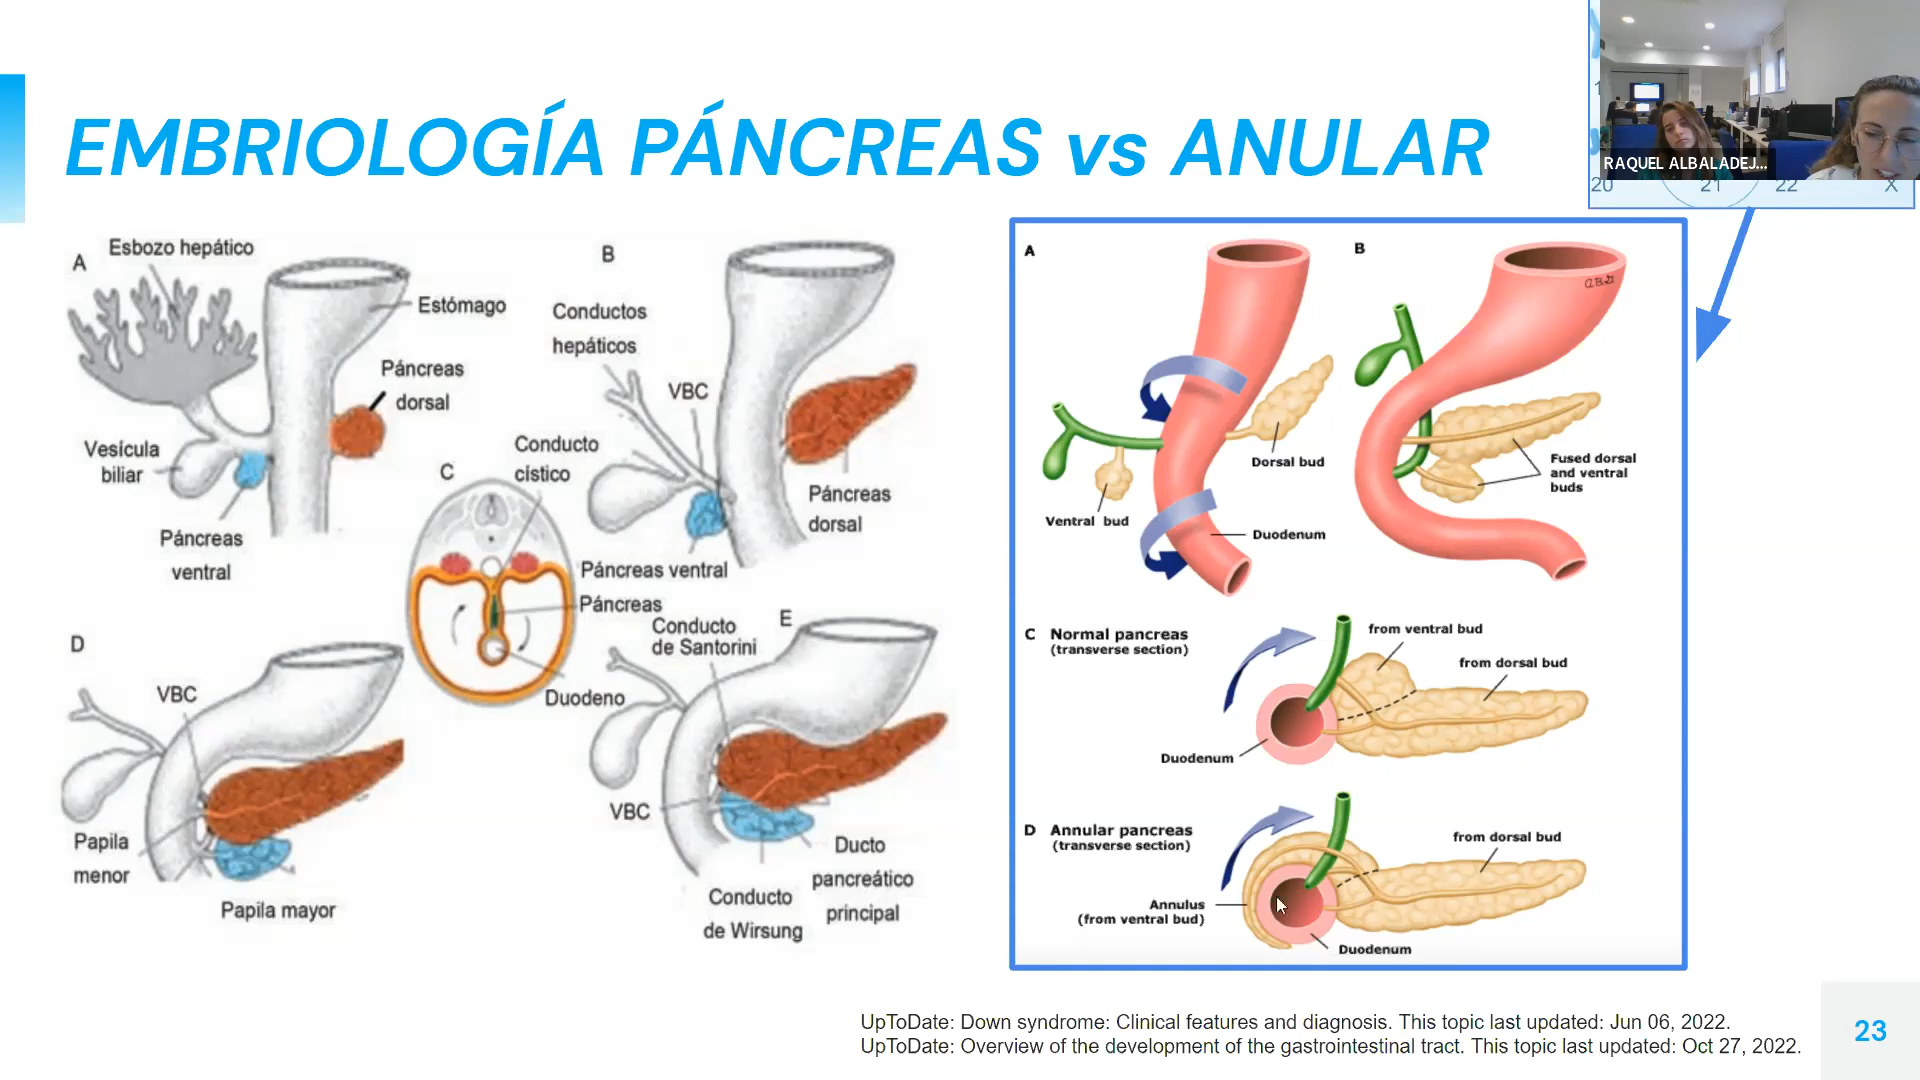 EMBRIOLOGÍA PÁNCREAS vs ANULAR
RAQUEL ALBALADEJ...
20 21 22 X
A
Esbozo hepático
Estómago
Páncreas
dorsal
Vesícula
biliar
Páncreas
ventral
B
Conductos
hepáticos
VBC
Páncreas
dorsal
Páncreas ventral
C
Conducto
cístico
Páncreas
Duodeno
D
VBC
Papila
menor
Papila mayor
E
Conducto
de Santorini
VBC
Conducto
de Wirsung
Ducto
pancreático
principal
A
Dorsal bud
Ventral bud
Duodenum
B
Fused dorsal
and ventral
buds
C Normal pancreas
(transverse section)
from ventral bud
from dorsal bud
Duodenum
D Annular pancreas
(transverse section)
from dorsal bud
Annulus
(from ventral bud)
Duodenum
UpToDate: Down syndrome: Clinical features and diagnosis. This topic last updated: Jun 06, 2022.
UpToDate: Overview of the development of the gastrointestinal tract. This topic last updated: Oct 27, 2022.
23